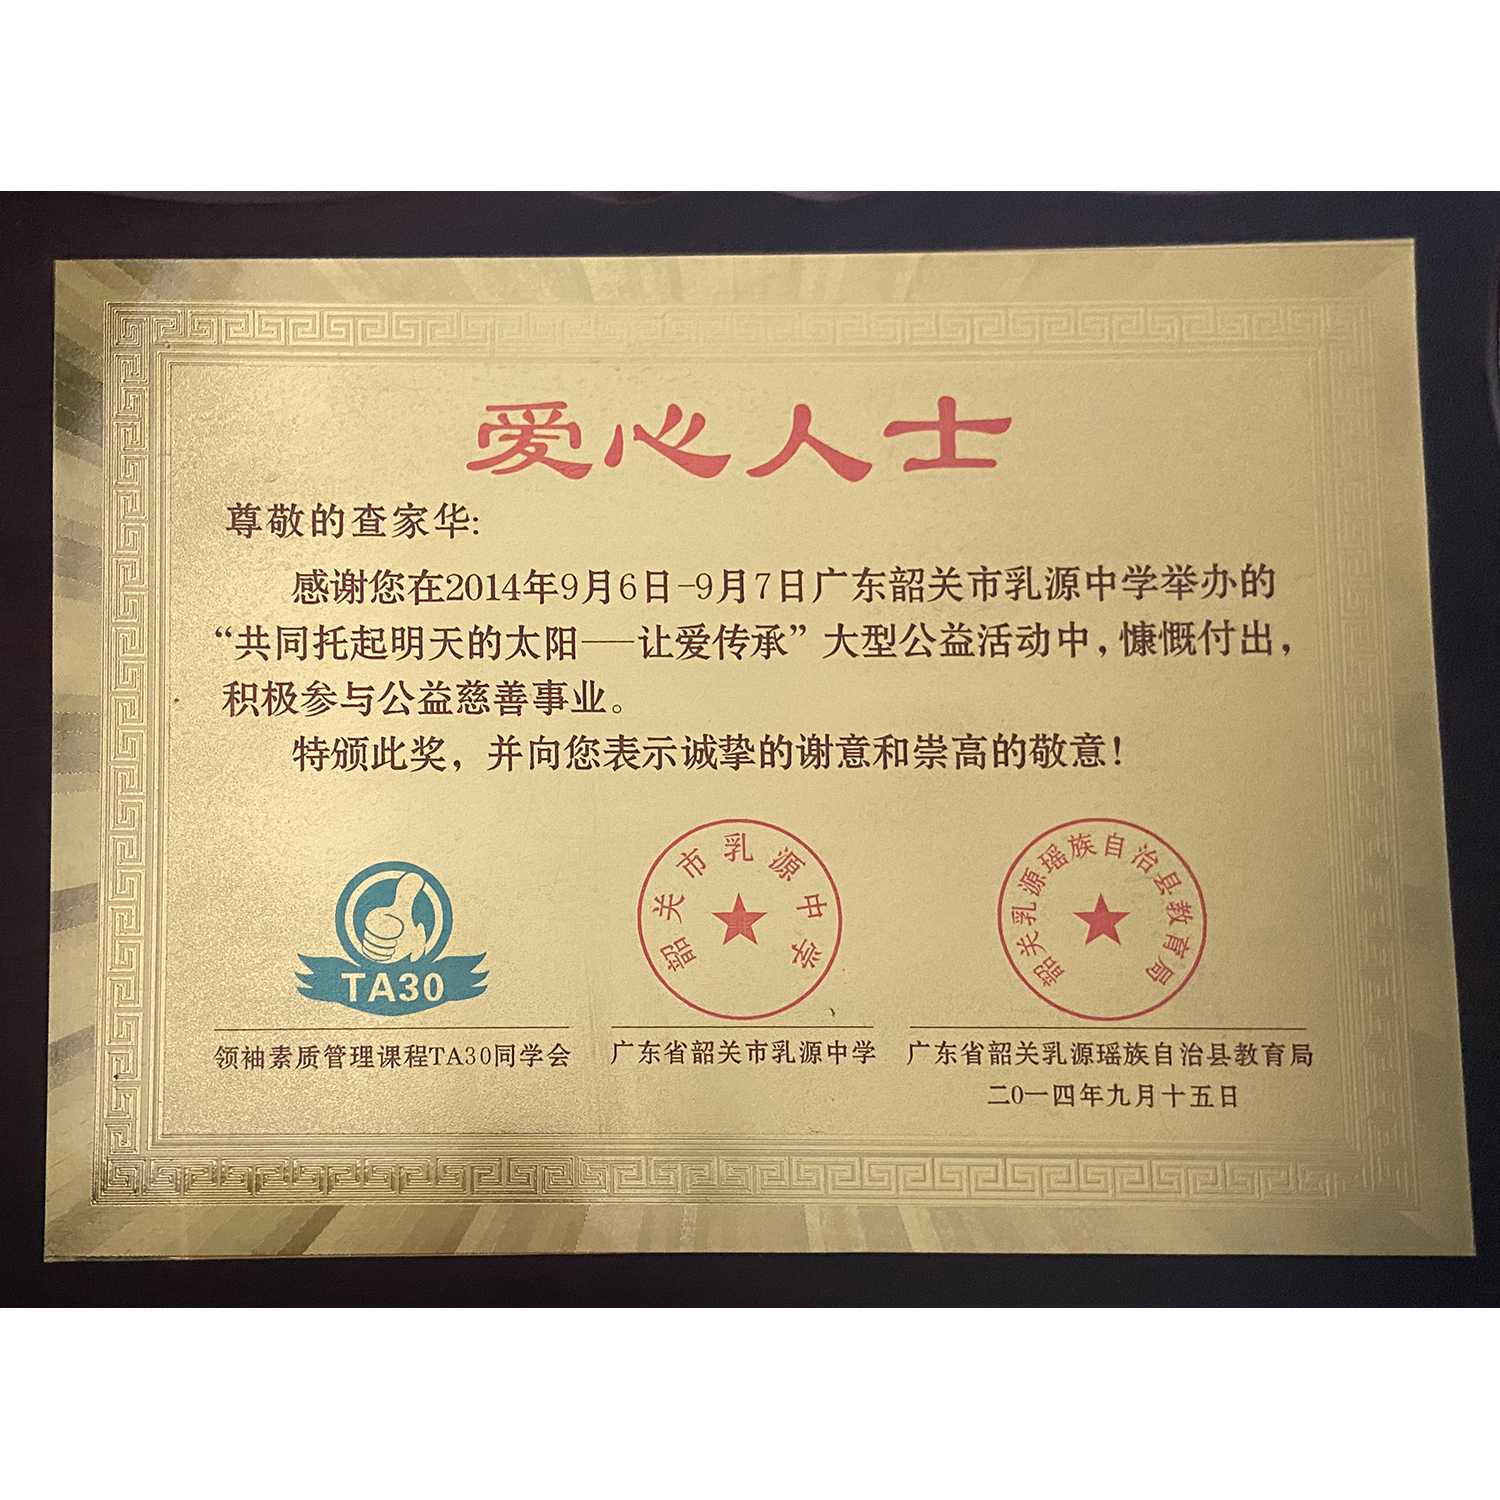 爱心人士
尊敬的查家华:
感谢您在2014年9月6日-9月7日广东韶关市乳源中学举办的
“共同托起明天的太阳——让爱传承”大型公益活动中,慷慨付出,
积极参与公益慈善事业。
特颁此奖，并向您表示诚挚的谢意和崇高的敬意!
TA30
韶关市乳源中学
韶关乳源瑶族自治县教育局
领袖素质管理课程TA30同学会
广东省韶关市乳源中学
广东省韶关乳源瑶族自治县教育局
二0一四年九月十五日